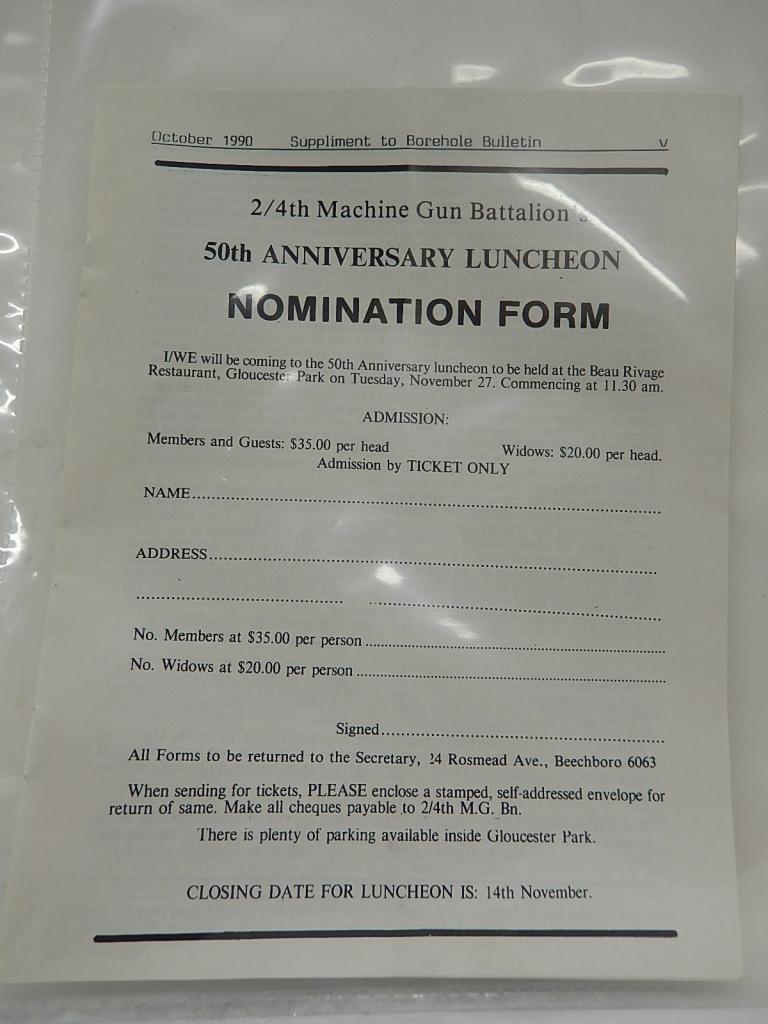 October 1990 Suppliment to Borehole Bulletin v
2/4th Machine Gun Battalion's
50th ANNIVERSARY LUNCHEON
NOMINATION FORM
I/WE will be coming to the 50th Anniversary luncheon to be held at the Beau Rivage
Restaurant, Gloucester Park on Tuesday, November 27. Commencing at 11.30 am.
ADMISSION:
Members and Guests: $35.00 per head Widows: $20.00 per head.
Admission by TICKET ONLY
NAME
ADDRESS
No. Members at $35.00 per person
No. Widows at $20.00 per person
Signed
All Forms to be returned to the Secretary, 24 Rosmead Ave., Beechboro 6063
When sending for tickets, PLEASE enclose a stamped, self-addressed envelope for
return of same. Make all cheques payable to 2/4th M.G. Bn.
There is plenty of parking available inside Gloucester Park.
CLOSING DATE FOR LUNCHEON IS: 14th November.